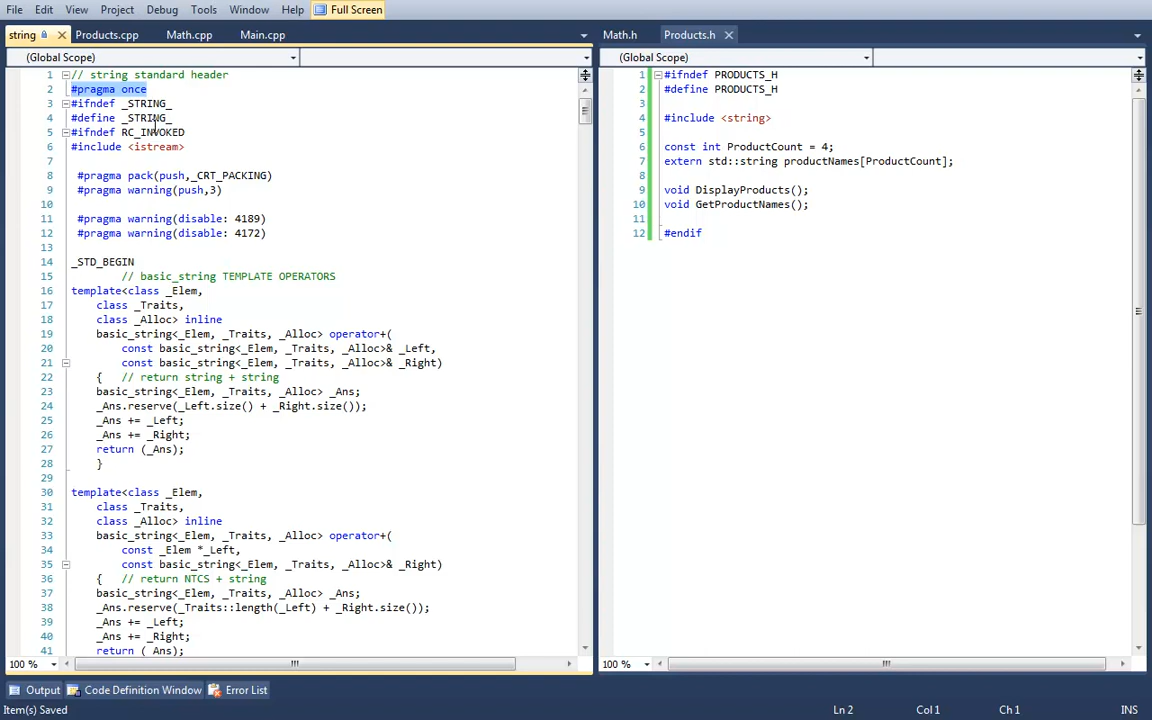 File Edit View Project Debug Tools Window Help Full Screen
string Products.cpp Math.cpp Main.cpp
(Global Scope)
1 // string standard header
2 #pragma once
3 #ifndef _STRING_
4 #define _STRING_
5 #ifndef RC_INVOKED
6 #include <istream>
7
8 #pragma pack(push,_CRT_PACKING)
9 #pragma warning(push,3)
10
11 #pragma warning(disable: 4189)
12 #pragma warning(disable: 4172)
13
14 _STD_BEGIN
15 // basic_string TEMPLATE OPERATORS
16 template<class _Elem,
17 class _Traits,
18 class _Alloc> inline
19 basic_string<_Elem, _Traits, _Alloc> operator+(
20 const basic_string<_Elem, _Traits, _Alloc>& _Left,
21 const basic_string<_Elem, _Traits, _Alloc>& _Right)
22 { // return string + string
23 basic_string<_Elem, _Traits, _Alloc> _Ans;
24 _Ans.reserve(_Left.size() + _Right.size());
25 _Ans += _Left;
26 _Ans += _Right;
27 return (_Ans);
28 }
29
30 template<class _Elem,
31 class _Traits,
32 class _Alloc> inline
33 basic_string<_Elem, _Traits, _Alloc> operator+(
34 const _Elem *_Left,
35 const basic_string<_Elem, _Traits, _Alloc>& _Right)
36 { // return NTCS + string
37 basic_string<_Elem, _Traits, _Alloc> _Ans;
38 _Ans.reserve(_Traits::length(_Left) + _Right.size());
39 _Ans += _Left;
40 _Ans += _Right;
41 return (_Ans);
100 %
Math.h Products.h
(Global Scope)
1 #ifndef PRODUCTS_H
2 #define PRODUCTS_H
3
4 #include <string>
5
6 const int ProductCount = 4;
7 extern std::string productNames[ProductCount];
8
9 void DisplayProducts();
10 void GetProductNames();
11
12 #endif
100 %
Output Code Definition Window Error List
Item(s) Saved Ln 2 Col 1 Ch 1 INS